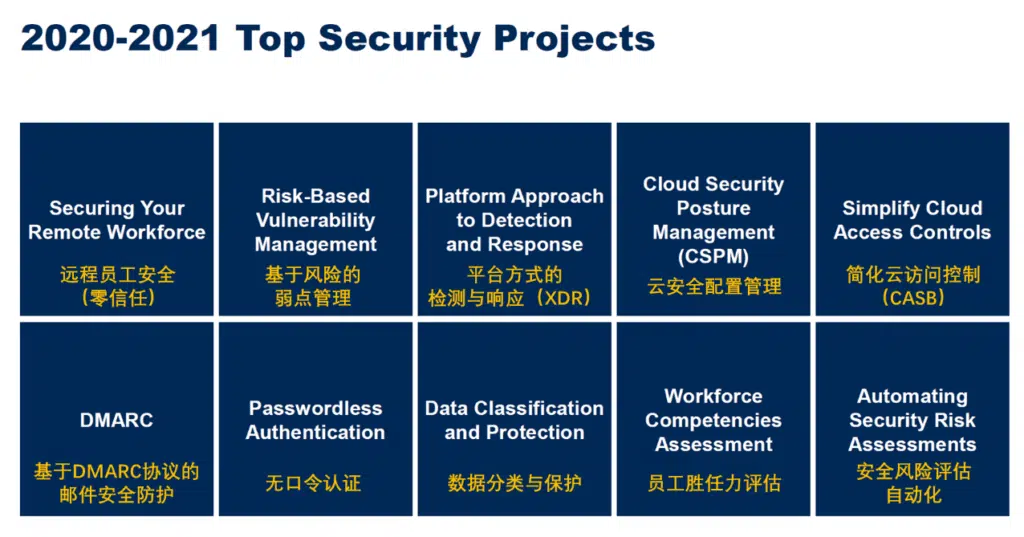 2020-2021 Top Security Projects
Securing Your
Remote Workforce
远程员工安全
（零信任）
Risk-Based
Vulnerability
Management
基于风险的
弱点管理
Platform Approach
to Detection
and Response
平台方式的
检测与响应（XDR）
Cloud Security
Posture
Management
(CSPM)
云安全配置管理
Simplify Cloud
Access Controls
简化云访问控制
（CASB）
DMARC
基于DMARC协议的
邮件安全防护
Passwordless
Authentication
无口令认证
Data Classification
and Protection
数据分类与保护
Workforce
Competencies
Assessment
员工胜任力评估
Automating
Security Risk
Assessments
安全风险评估
自动化